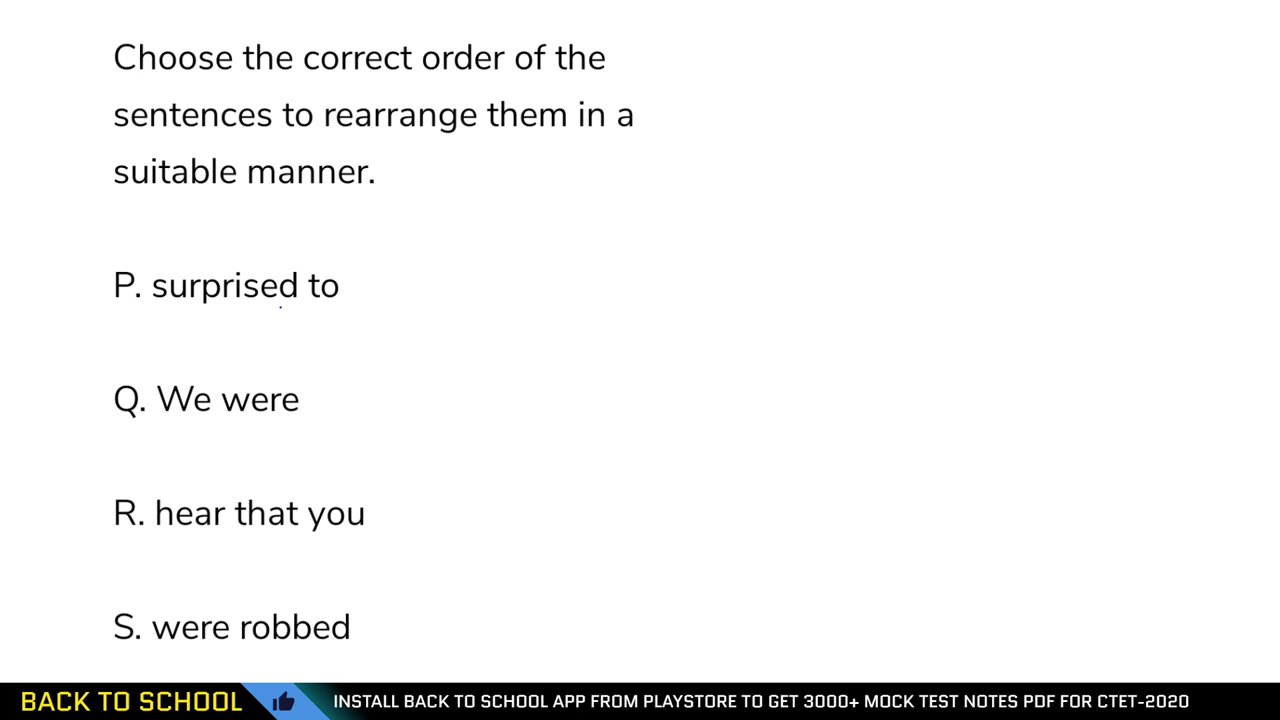 Choose the correct order of the
sentences to rearrange them in a
suitable manner.
P. surprised to
Q. We were
R. hear that you
S. were robbed
BACK TO SCHOOL INSTALL BACK TO SCHOOL APP FROM PLAYSTORE TO GET 3000+ MOCK TEST NOTES PDF FOR CTET-2020